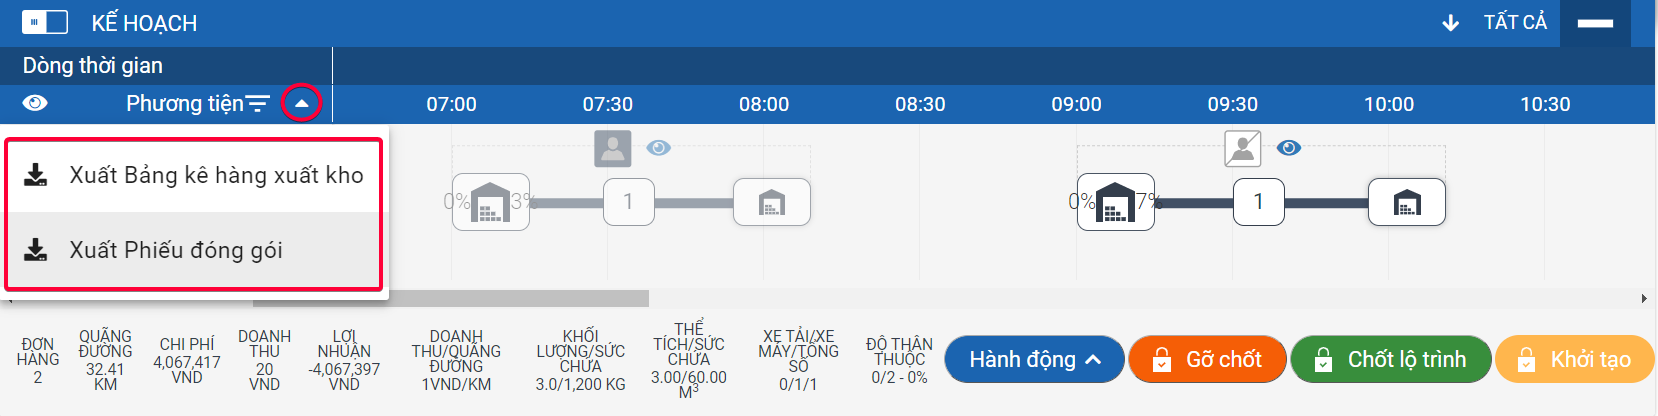 KẾ HOẠCH
TẤT CẢ
Dòng thời gian
Phương tiện
07:00
07:30
08:00
08:30
09:00
09:30
10:00
10:30
Xuất Bảng kê hàng xuất kho
Xuất Phiếu đóng gói
0%
3%
1
0%
7%
1
ĐƠN
HÀNG
2
QUÃNG
ĐƯỜNG
32.41
KM
CHI PHÍ
4,067,417
VND
DOANH
THU
20
VND
LỢI
NHUẬN
-4,067,397
VND
DOANH
THU/QUÃNG
ĐƯỜNG
1VND/KM
KHỐI
LƯỢNG/SỨC
CHỨA
3.0/1,200 KG
THỂ
TÍCH/SỨC
CHỨA
3.00/60.00
M³
XE TẢI/XE
MÁY/TỔNG
SỐ
0/1/1
ĐỘ THÂN
THUỘC
0/2 - 0%
Hành động
Gỡ chốt
Chốt lộ trình
Khởi tạo